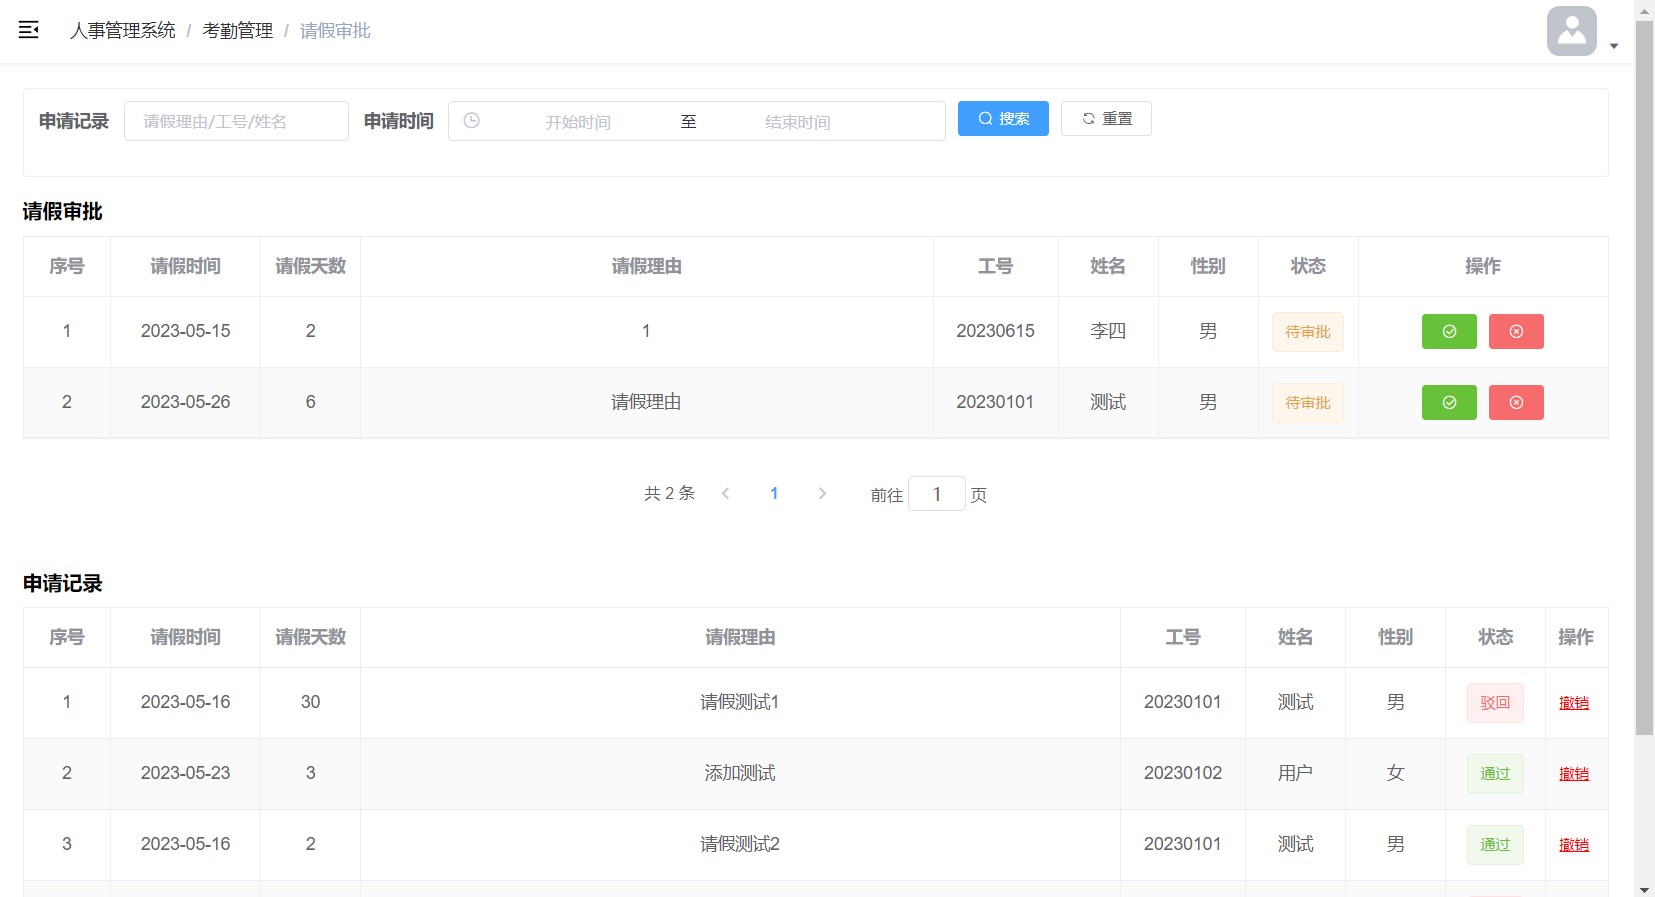 人事管理系统 / 考勤管理 / 请假审批
申请记录 请假理由/工号/姓名 申请时间 开始时间 至 结束时间 搜索 重置
请假审批
序号 请假时间 请假天数 请假理由 工号 姓名 性别 状态 操作
1 2023-05-15 2 1 20230615 李四 男 待审批
2 2023-05-26 6 请假理由 20230101 测试 男 待审批
共 2 条 1 前往 1 页
申请记录
序号 请假时间 请假天数 请假理由 工号 姓名 性别 状态 操作
1 2023-05-16 30 请假测试1 20230101 测试 男 驳回 撤销
2 2023-05-23 3 添加测试 20230102 用户 女 通过 撤销
3 2023-05-16 2 请假测试2 20230101 测试 男 通过 撤销